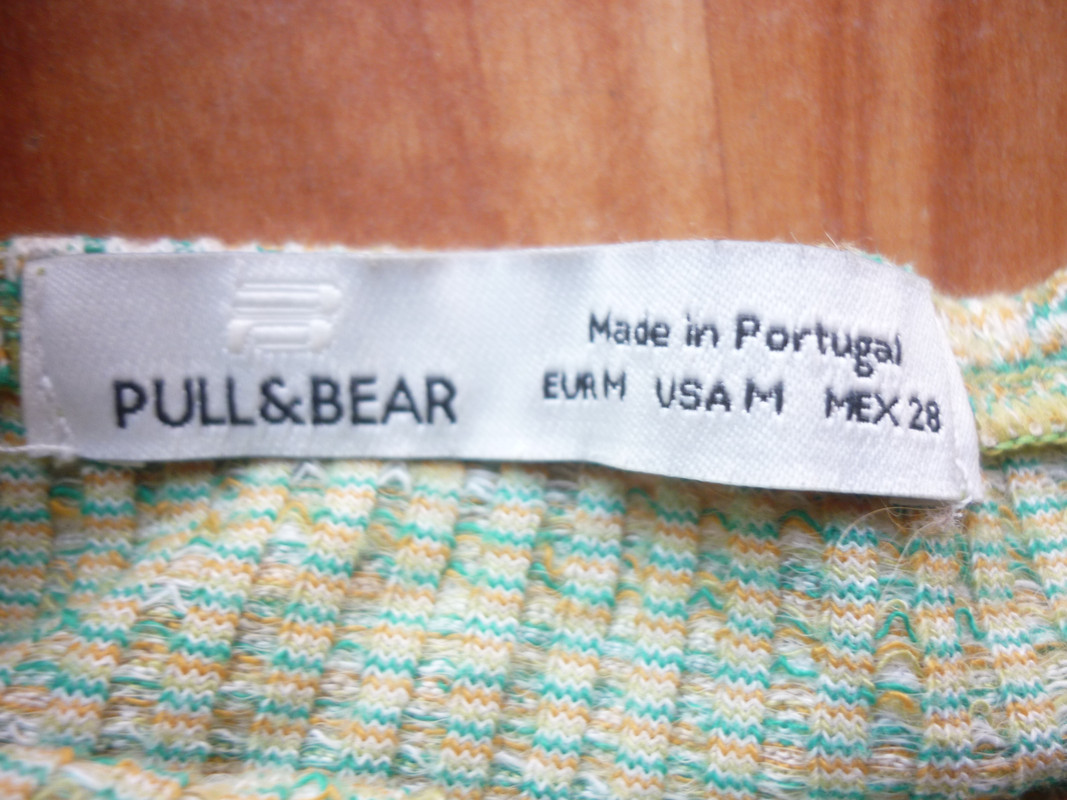 PULL&BEAR
Made in Portugal
EUR M USA M MEX 28